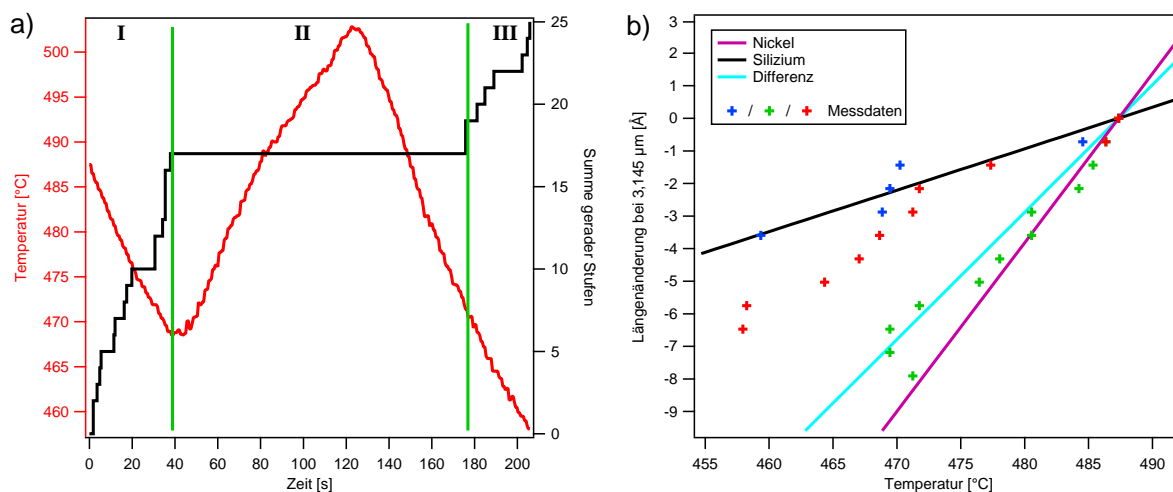 a)
I II III
500
495
490
485
480
475
470
465
460
Temperatur [°C]
25
20
15
10
5
0
Summe gerader Stufen
0 20 40 60 80 100 120 140 160 180 200
Zeit [s]
b)
Nickel
Silizium
Differenz
/ / Messdaten
3
2
1
0
-1
-2
-3
-4
-5
-6
-7
-8
-9
Längenänderung bei 3,145 µm [Å]
455 460 465 470 475 480 485 490
Temperatur [°C]